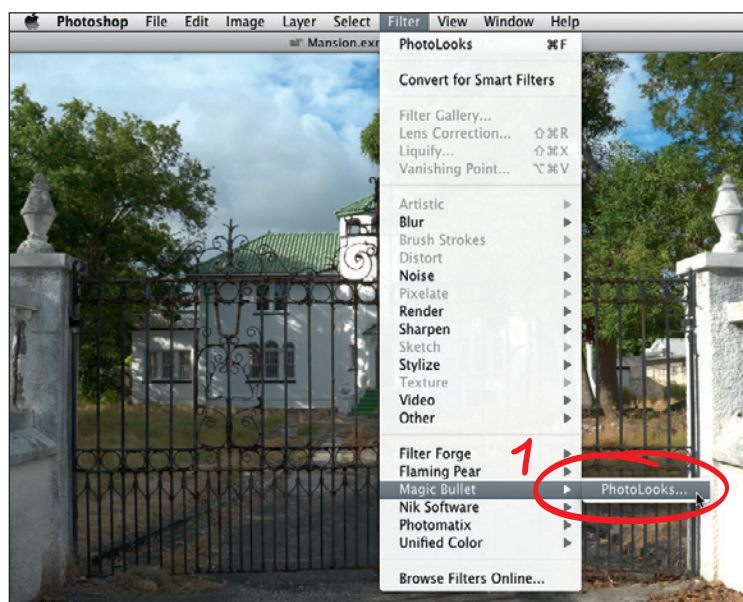 Photoshop File Edit Image Layer Select Filter View Window Help
Mansion.exr
PhotoLooks ⌘F
Convert for Smart Filters
Filter Gallery...
Lens Correction... ⇧⌘R
Liquify... ⇧⌘X
Vanishing Point... ⌥⌘V
Artistic
Blur
Brush Strokes
Distort
Noise
Pixelate
Render
Sharpen
Sketch
Stylize
Texture
Video
Other
Filter Forge
Flaming Pear
1
Magic Bullet PhotoLooks...
Nik Software
Photomatix
Unified Color
Browse Filters Online...